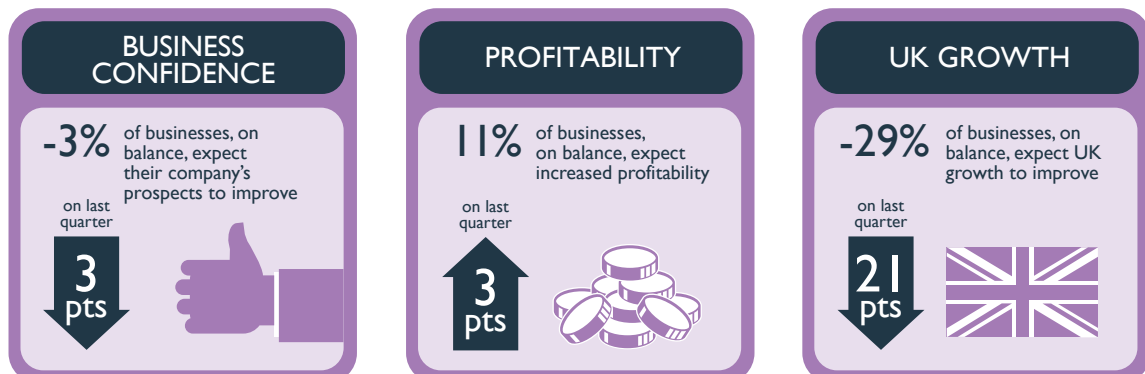 BUSINESS
CONFIDENCE
-3%
of businesses, on
balance, expect
their company's
prospects to improve
on last
quarter
3
pts
PROFITABILITY
11%
of businesses,
on balance, expect
increased profitability
on last
quarter
3
pts
UK GROWTH
-29%
of businesses, on
balance, expect UK
growth to improve
on last
quarter
21
pts